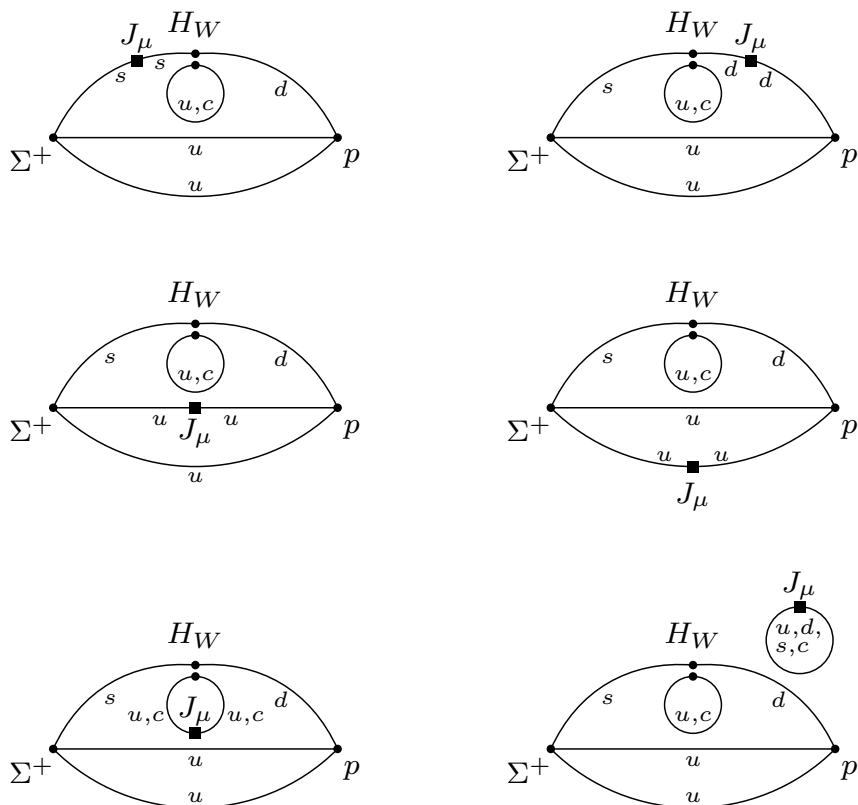 H_W H_W
J_μ J_μ
s s d s d d
u,c u,c
Σ⁺ u p Σ⁺ u p
u u
H_W H_W
s d s d
u,c u,c
Σ⁺ u J_μ u p Σ⁺ u p
u u u
J_μ
J_μ
H_W H_W u,d,
s,c
s d s d
u,c J_μ u,c u,c
Σ⁺ u p Σ⁺ u p
u u